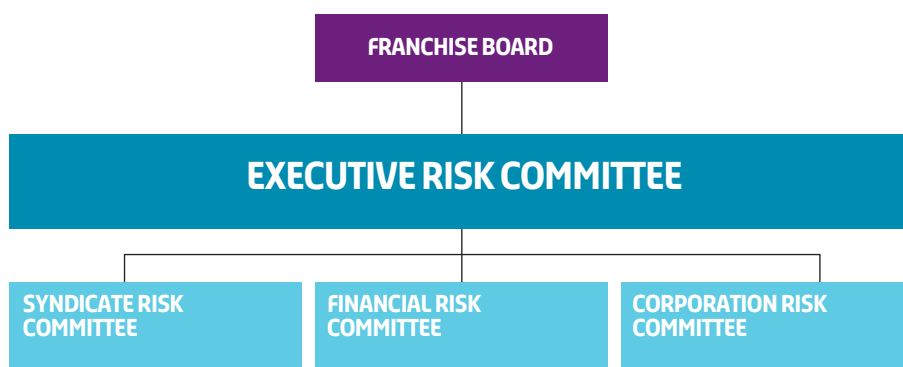 FRANCHISE BOARD
EXECUTIVE RISK COMMITTEE
SYNDICATE RISK
COMMITTEE
FINANCIAL RISK
COMMITTEE
CORPORATION RISK
COMMITTEE